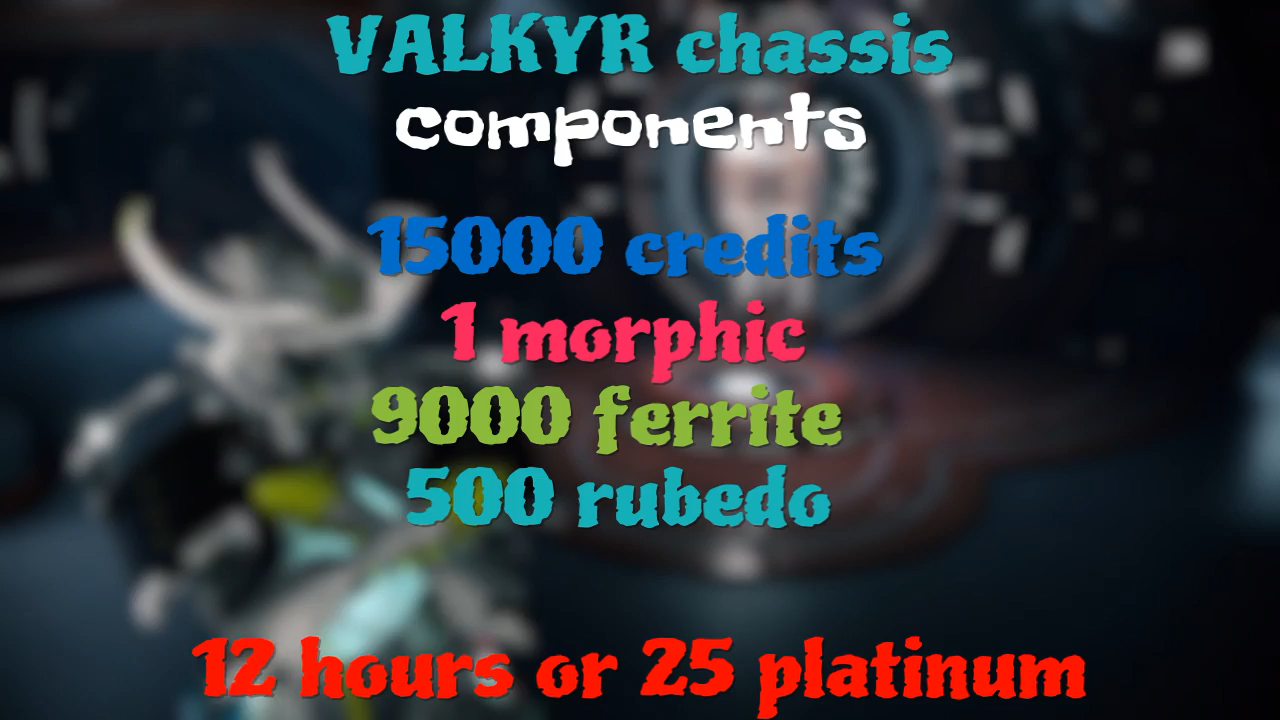 VALKYR chassis
components
15000 credits
1 morphic
9000 ferrite
500 rubedo
12 hours or 25 platinum